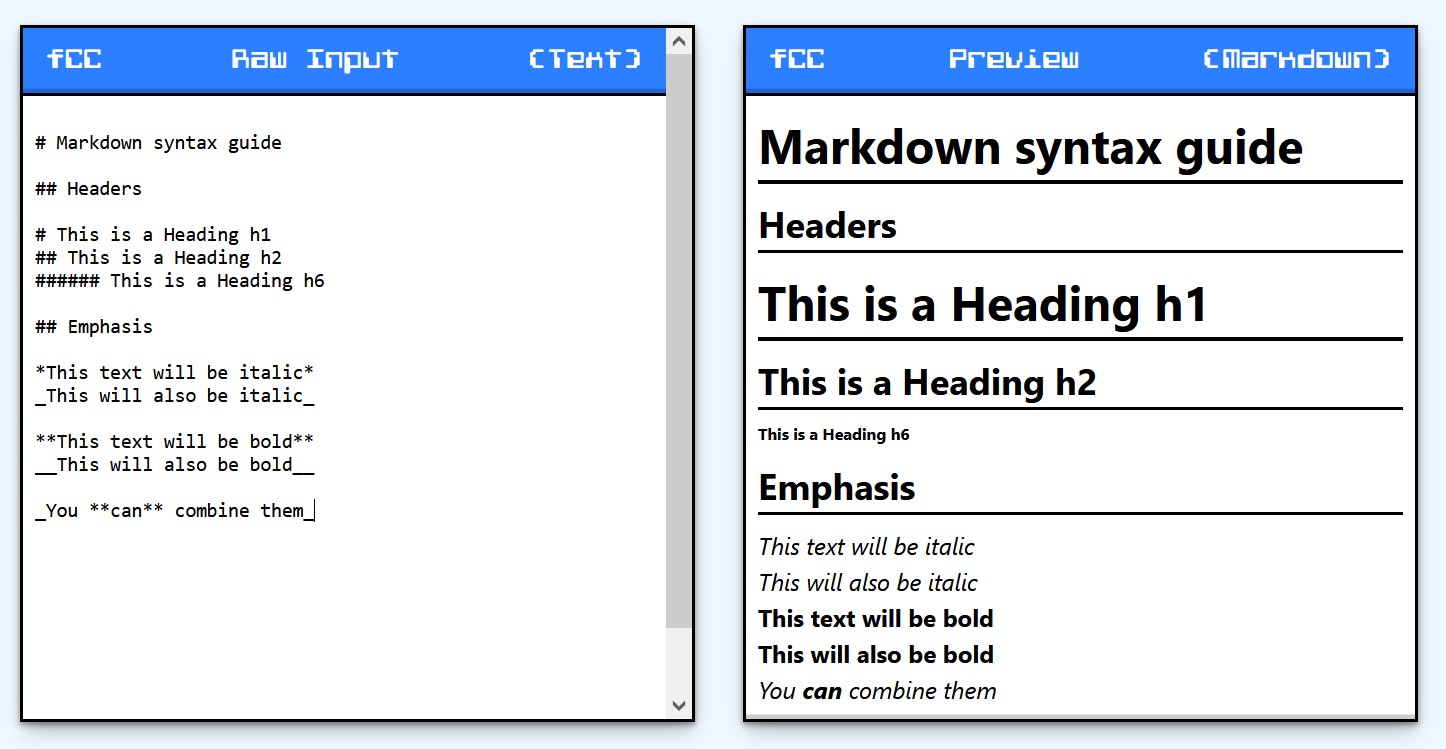 fCC Raw Input (Text)
# Markdown syntax guide
## Headers
# This is a Heading h1
## This is a Heading h2
###### This is a Heading h6
## Emphasis
*This text will be italic*
_This will also be italic_
**This text will be bold**
__This will also be bold__
_You **can** combine them_
fCC Preview (Markdown)
Markdown syntax guide
Headers
This is a Heading h1
This is a Heading h2
This is a Heading h6
Emphasis
This text will be italic
This will also be italic
This text will be bold
This will also be bold
You can combine them